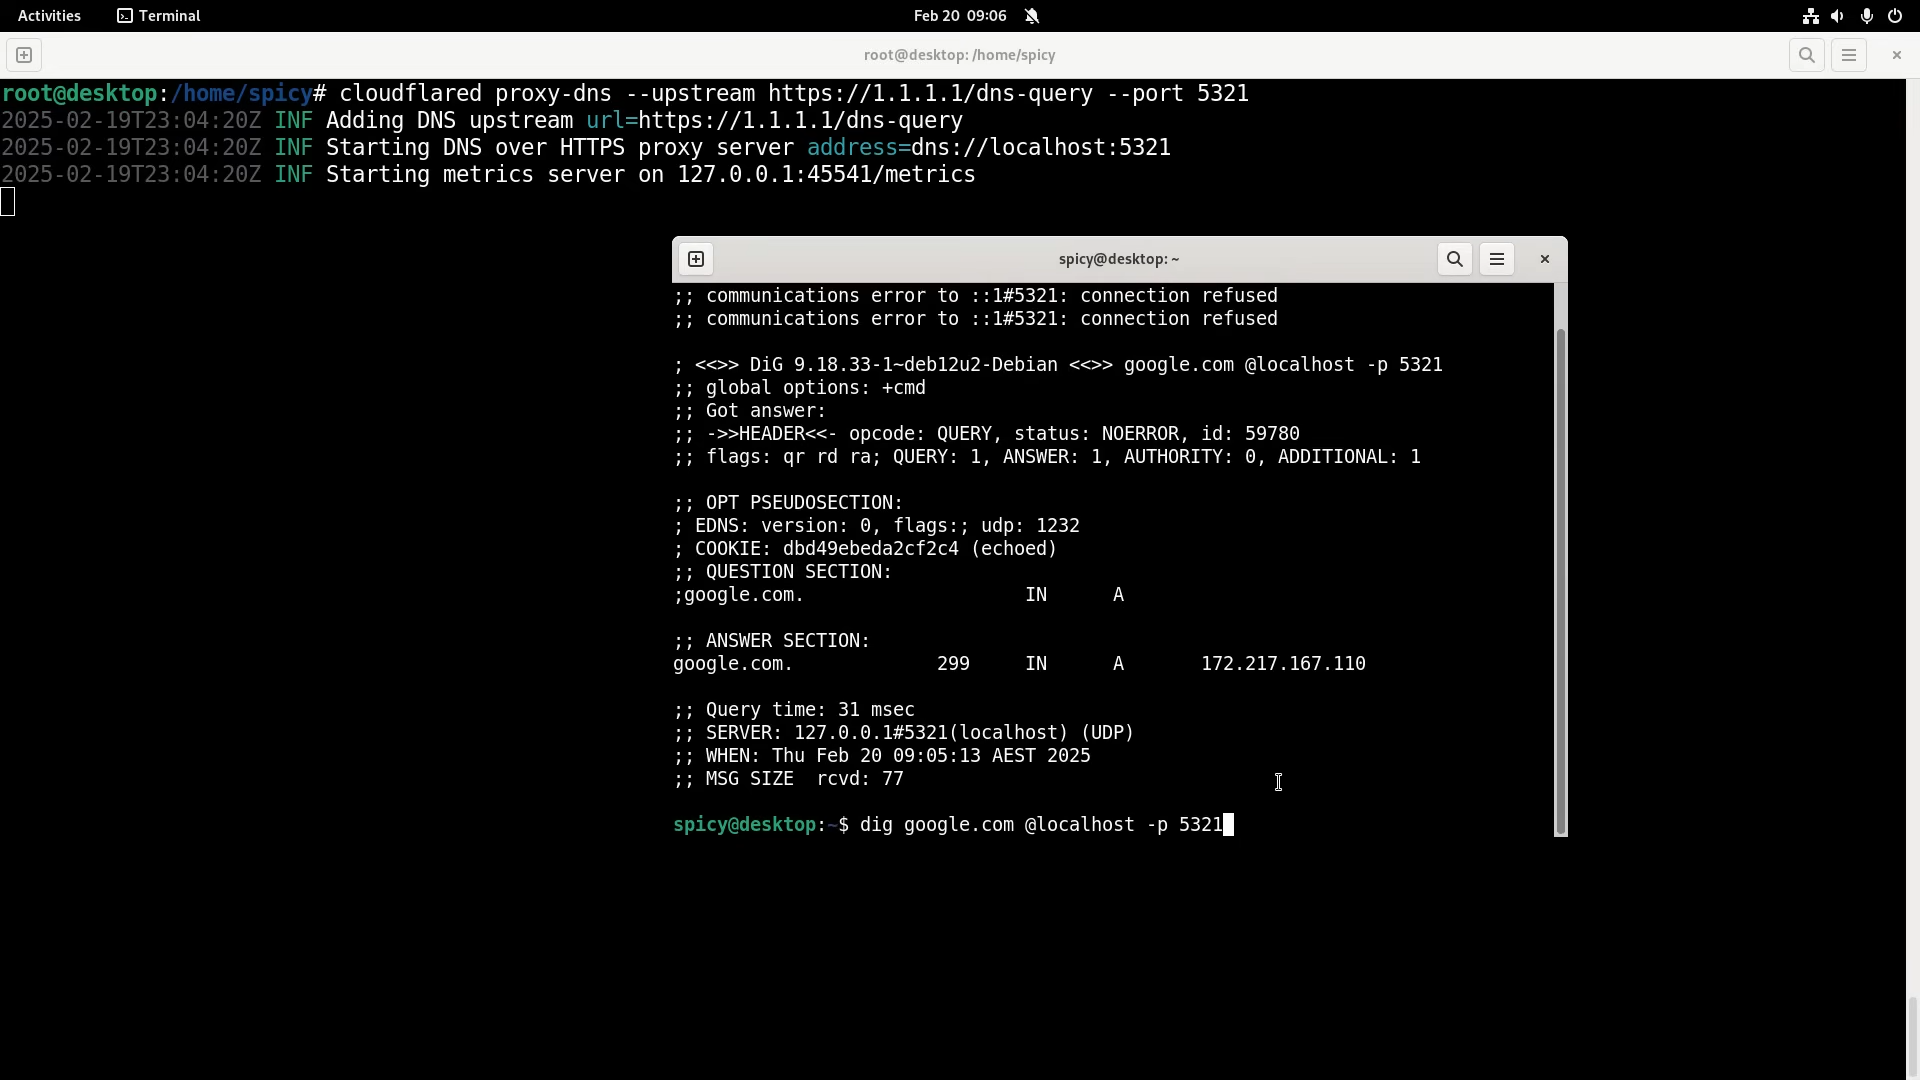 Activities Terminal Feb 20 09:06
root@desktop: /home/spicy
root@desktop:/home/spicy# cloudflared proxy-dns --upstream https://1.1.1.1/dns-query --port 5321
2025-02-19T23:04:20Z INF Adding DNS upstream url=https://1.1.1.1/dns-query
2025-02-19T23:04:20Z INF Starting DNS over HTTPS proxy server address=dns://localhost:5321
2025-02-19T23:04:20Z INF Starting metrics server on 127.0.0.1:45541/metrics
spicy@desktop: ~
;; communications error to ::1#5321: connection refused
;; communications error to ::1#5321: connection refused
; <<>> DiG 9.18.33-1~deb12u2-Debian <<>> google.com @localhost -p 5321
;; global options: +cmd
;; Got answer:
;; ->>HEADER<<- opcode: QUERY, status: NOERROR, id: 59780
;; flags: qr rd ra; QUERY: 1, ANSWER: 1, AUTHORITY: 0, ADDITIONAL: 1
;; OPT PSEUDOSECTION:
; EDNS: version: 0, flags:; udp: 1232
; COOKIE: dbd49ebeda2cf2c4 (echoed)
;; QUESTION SECTION:
;google.com. IN A
;; ANSWER SECTION:
google.com. 299 IN A 172.217.167.110
;; Query time: 31 msec
;; SERVER: 127.0.0.1#5321(localhost) (UDP)
;; WHEN: Thu Feb 20 09:05:13 AEST 2025
;; MSG SIZE rcvd: 77
spicy@desktop:~$ dig google.com @localhost -p 5321